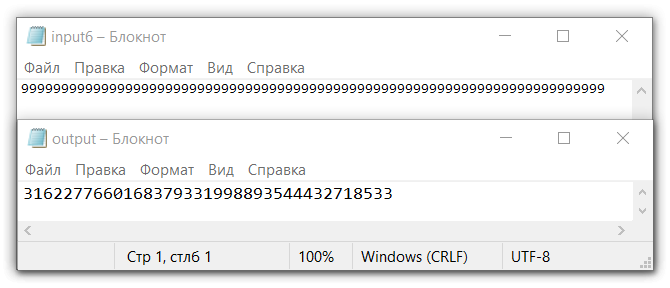 input6 – Блокнот
Файл Правка Формат Вид Справка
9999999999999999999999999999999999999999999999999999999999999999999999999
output – Блокнот
Файл Правка Формат Вид Справка
3162277660168379331998893544432718533
Стр 1, стлб 1 100% Windows (CRLF) UTF-8